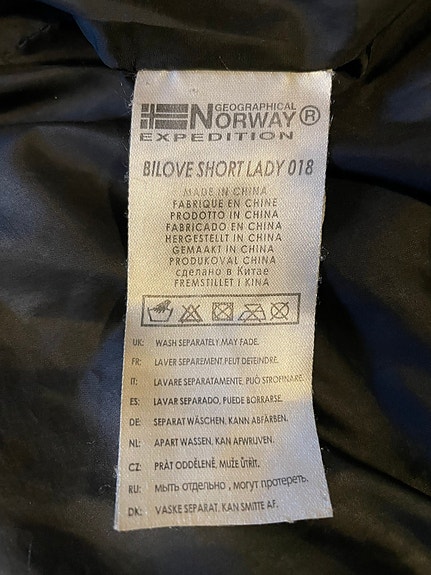 GEOGRAPHICAL
NORWAY ®
EXPEDITION
BILOVE SHORT LADY 018
MADE IN CHINA
FABRIQUE EN CHINE
PRODOTTO IN CHINA
FABRICADO EN CHINA
HERGESTELLT IN CHINA
GEMAAKT IN CHINA
PRODUKOVAL CHINA
сделано в Китае
FREMSTILLET I KINA
UK: WASH SEPARATELY MAY FADE.
FR: LAVER SEPAREMENT.PEUT DETEINDRE.
IT: LAVARE SEPARATAMENTE, PUÒ STROFINARE.
ES: LAVAR SEPARADO, PUEDE BORRARSE.
DE: SEPARAT WÄSCHEN, KANN ABFÄRBEN.
NL: APART WASSEN, KAN AFWRIJVEN.
CZ: PRÁT ODDĚLENĚ, MUŽE ŮTŘÍT.
RU: мыть отдельно , могут протереть.
DK: VASKE SEPARAT, KAN SMITTE AF.